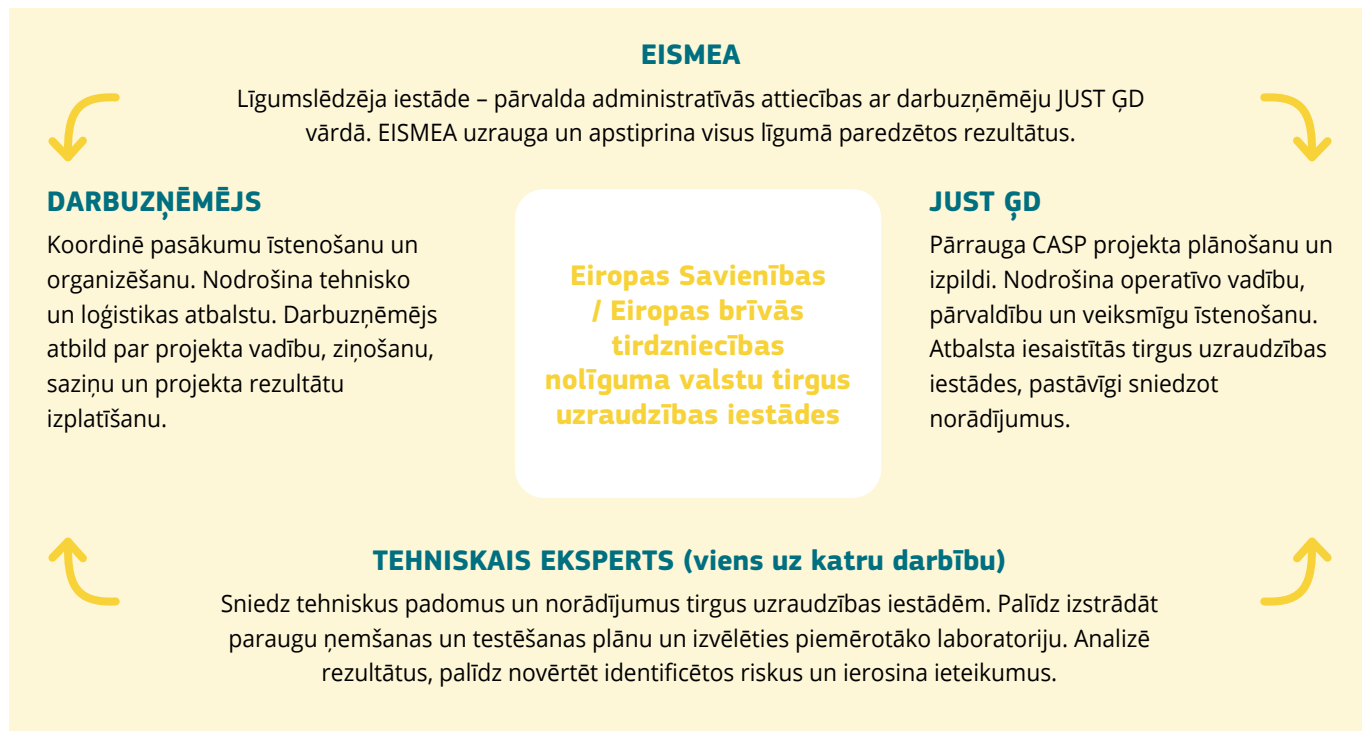 EISMEA
Līgumslēdzēja iestāde – pārvalda administratīvās attiecības ar darbuzņēmēju JUST ĢD
vārdā. EISMEA uzrauga un apstiprina visus līgumā paredzētos rezultātus.
DARBUZŅĒMĒJS
Koordinē pasākumu īstenošanu un
organizēšanu. Nodrošina tehnisko
un loģistikas atbalstu. Darbuzņēmējs
atbild par projekta vadību, ziņošanu,
saziņu un projekta rezultātu
izplatīšanu.
Eiropas Savienības
/ Eiropas brīvās
tirdzniecības
nolīguma valstu tirgus
uzraudzības iestādes
JUST ĢD
Pārrauga CASP projekta plānošanu un
izpildi. Nodrošina operatīvo vadību,
pārvaldību un veiksmīgu īstenošanu.
Atbalsta iesaistītās tirgus uzraudzības
iestādes, pastāvīgi sniedzot
norādījumus.
TEHNISKAIS EKSPERTS (viens uz katru darbību)
Sniedz tehniskus padomus un norādījumus tirgus uzraudzības iestādēm. Palīdz izstrādāt
paraugu ņemšanas un testēšanas plānu un izvēlēties piemērotāko laboratoriju. Analizē
rezultātus, palīdz novērtēt identificētos riskus un ierosina ieteikumus.